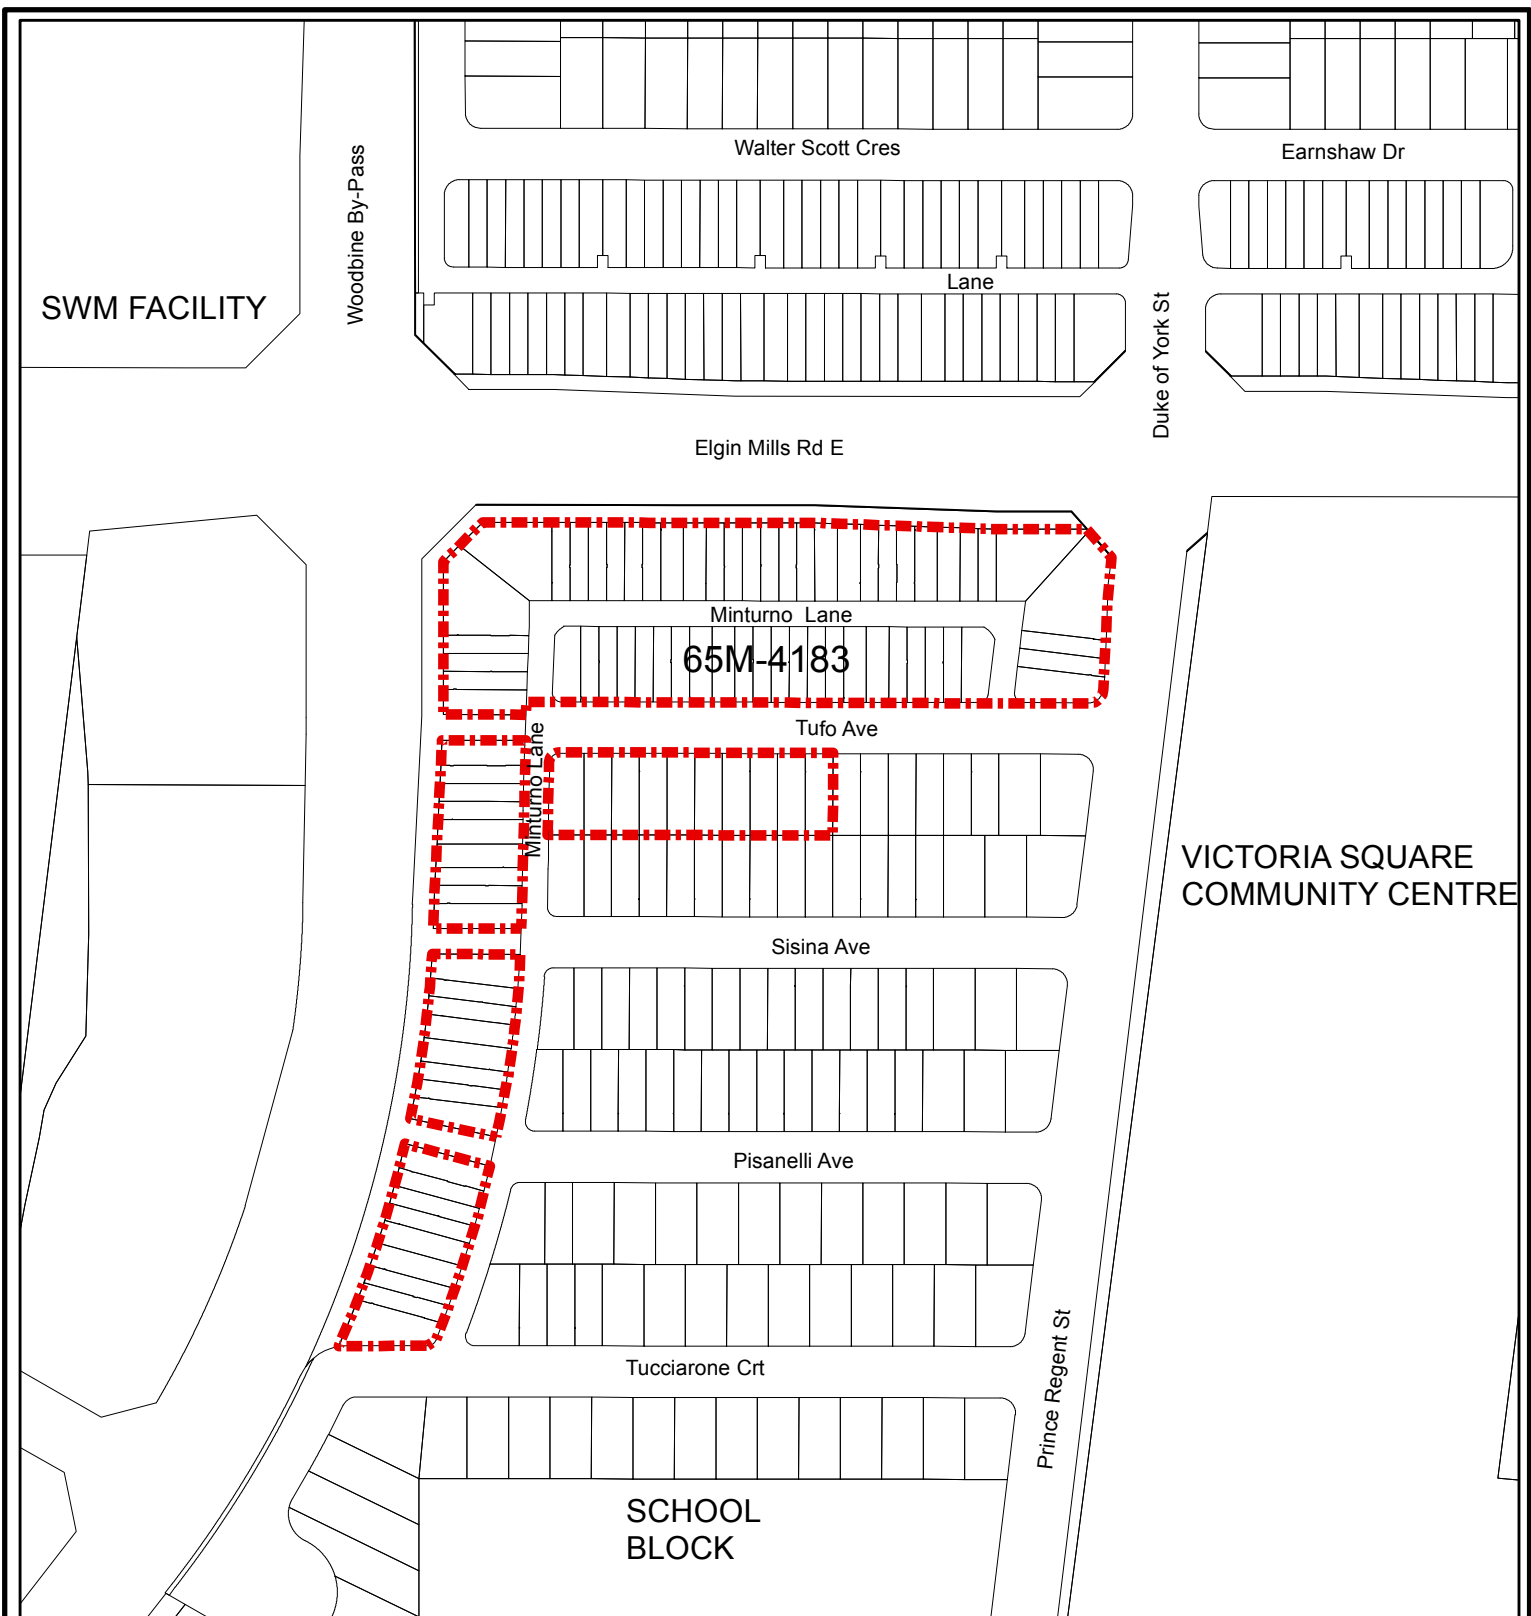 Walter Scott Cres
Earnshaw Dr
Woodbine By-Pass
SWM FACILITY
Lane
Duke of York St
Elgin Mills Rd E
Minturno Lane
65M-4183
Tufo Ave
Minturno Lane
VICTORIA SQUARE
COMMUNITY CENTRE
Sisina Ave
Pisanelli Ave
Tucciarone Crt
Prince Regent St
SCHOOL
BLOCK